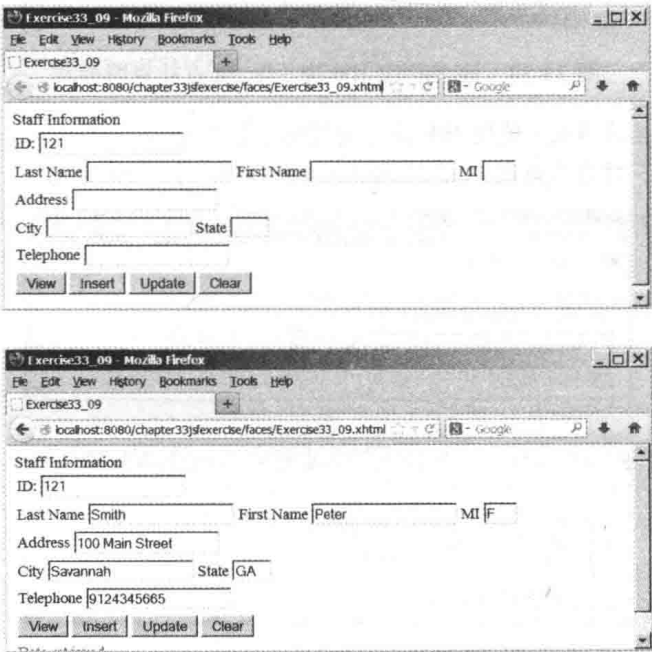 Exercise33_09 - Mozilla Firefox
File Edit View History Bookmarks Tools Help
Exercise33_09 +
localhost:8080/chapter33jsfexercise/faces/Exercise33_09.xhtml Google
Staff Information
ID: 121
Last Name First Name MI
Address
City State
Telephone
View Insert Update Clear
Exercise33_09 - Mozilla Firefox
File Edit View History Bookmarks Tools Help
Exercise33_09 +
localhost:8080/chapter33jsfexercise/faces/Exercise33_09.xhtml Google
Staff Information
ID: 121
Last Name Smith First Name Peter MI F
Address 100 Main Street
City Savannah State GA
Telephone 9124345665
View Insert Update Clear